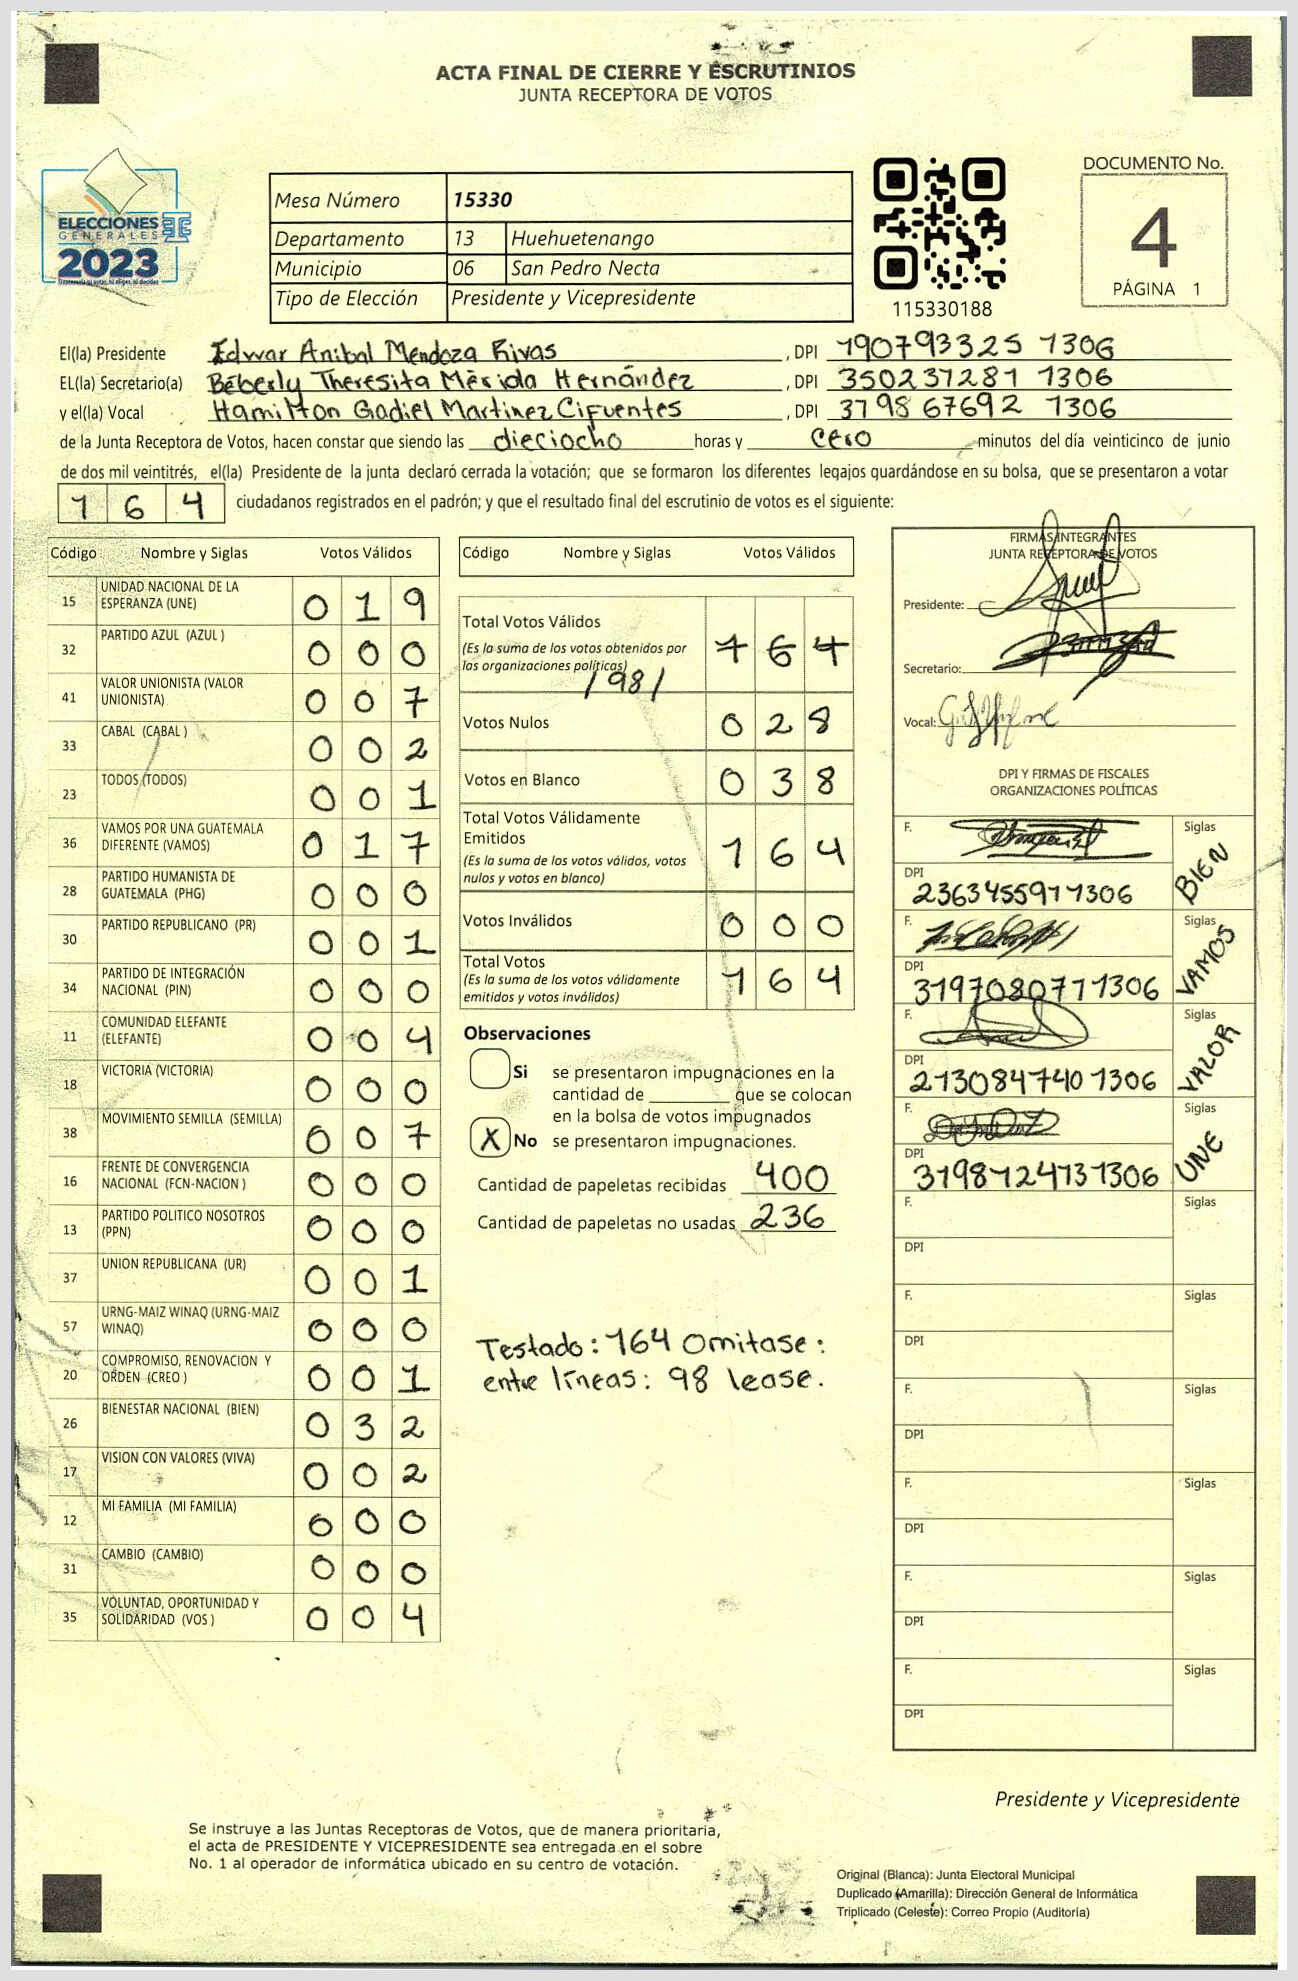 ACTA FINAL DE CIERRE Y ESCRUTINIOS
JUNTA RECEPTORA DE VOTOS
ELECCIONES
GENERALES
2023
Mesa Número 15330
Departamento 13 Huehuetenango
Municipio 06 San Pedro Necta
Tipo de Elección Presidente y Vicepresidente
115330188
DOCUMENTO No.
4
PÁGINA 1
El(la) Presidente Edwar Anibal Mendoza Rivas, DPI 190793325 1306
EL(la) Secretario(a) Béberly Theresita Mérida Hernández, DPI 350237281 1306
y el(la) Vocal Hamilton Gadiel Martinez Cifuentes, DPI 379867692 1306
de la Junta Receptora de Votos, hacen constar que siendo las dieciocho horas y cero minutos del día veinticinco de junio
de dos mil veintitrés, el(la) Presidente de la junta declaró cerrada la votación; que se formaron los diferentes legajos quardándose en su bolsa, que se presentaron a votar
164 ciudadanos registrados en el padrón; y que el resultado final del escrutinio de votos es el siguiente:
Código Nombre y Siglas Votos Válidos
15 UNIDAD NACIONAL DE LA ESPERANZA (UNE) 0 1 9
32 PARTIDO AZUL (AZUL ) 0 0 0
41 VALOR UNIONISTA (VALOR UNIONISTA) 0 0 7
33 CABAL (CABAL ) 0 0 2
23 TODOS (TODOS) 0 0 1
36 VAMOS POR UNA GUATEMALA DIFERENTE (VAMOS) 0 1 7
28 PARTIDO HUMANISTA DE GUATEMALA (PHG) 0 0 0
30 PARTIDO REPUBLICANO (PR) 0 0 1
34 PARTIDO DE INTEGRACIÓN NACIONAL (PIN) 0 0 0
11 COMUNIDAD ELEFANTE (ELEFANTE) 0 0 4
18 VICTORIA (VICTORIA) 0 0 0
38 MOVIMIENTO SEMILLA (SEMILLA) 0 0 7
16 FRENTE DE CONVERGENCIA NACIONAL (FCN-NACION ) 0 0 0
13 PARTIDO POLITICO NOSOTROS (PPN) 0 0 0
37 UNION REPUBLICANA (UR) 0 0 1
57 URNG-MAIZ WINAQ (URNG-MAIZ WINAQ) 0 0 0
20 COMPROMISO, RENOVACION Y ORDEN (CREO ) 0 0 1
26 BIENESTAR NACIONAL (BIEN) 0 3 2
17 VISION CON VALORES (VIVA) 0 0 2
12 MI FAMILIA (MI FAMILIA) 0 0 0
31 CAMBIO (CAMBIO) 0 0 0
35 VOLUNTAD, OPORTUNIDAD Y SOLIDARIDAD (VOS ) 0 0 4
Código Nombre y Siglas Votos Válidos
Total Votos Válidos 1 6 4
(Es la suma de los votos obtenidos por
las organizaciones políticas)
/98/
Votos Nulos 0 2 8
Votos en Blanco 0 3 8
Total Votos Válidamente
Emitidos 1 6 4
(Es la suma de los votos válidos, votos
nulos y votos en blanco)
Votos Inválidos 0 0 0
Total Votos 1 6 4
(Es la suma de los votos válidamente
emitidos y votos inválidos)
Observaciones
Si se presentaron impugnaciones en la
cantidad de ________ que se colocan
en la bolsa de votos impugnados
X No se presentaron impugnaciones.
Cantidad de papeletas recibidas 400
Cantidad de papeletas no usadas 236
Testado: 164 Omitase:
entre líneas: 98 lease.
FIRMAS INTEGRANTES
JUNTA RECEPTORA DE VOTOS
Presidente:
Secretario:
Vocal:
DPI Y FIRMAS DE FISCALES
ORGANIZACIONES POLÍTICAS
F. Siglas BIEN
DPI 2363455911306
F. Siglas VAMOS
DPI 3197080771306
F. Siglas VALOR
DPI 2130847401306
F. Siglas UNE
DPI 3198124131306
F. Siglas
DPI
F. Siglas
DPI
F. Siglas
DPI
F. Siglas
DPI
F. Siglas
DPI
F. Siglas
DPI
Presidente y Vicepresidente
Se instruye a las Juntas Receptoras de Votos, que de manera prioritaria,
el acta de PRESIDENTE Y VICEPRESIDENTE sea entregada en el sobre
No. 1 al operador de informática ubicado en su centro de votación.
Original (Blanca): Junta Electoral Municipal
Duplicado (Amarilla): Dirección General de Informática
Triplicado (Celeste): Correo Propio (Auditoría)